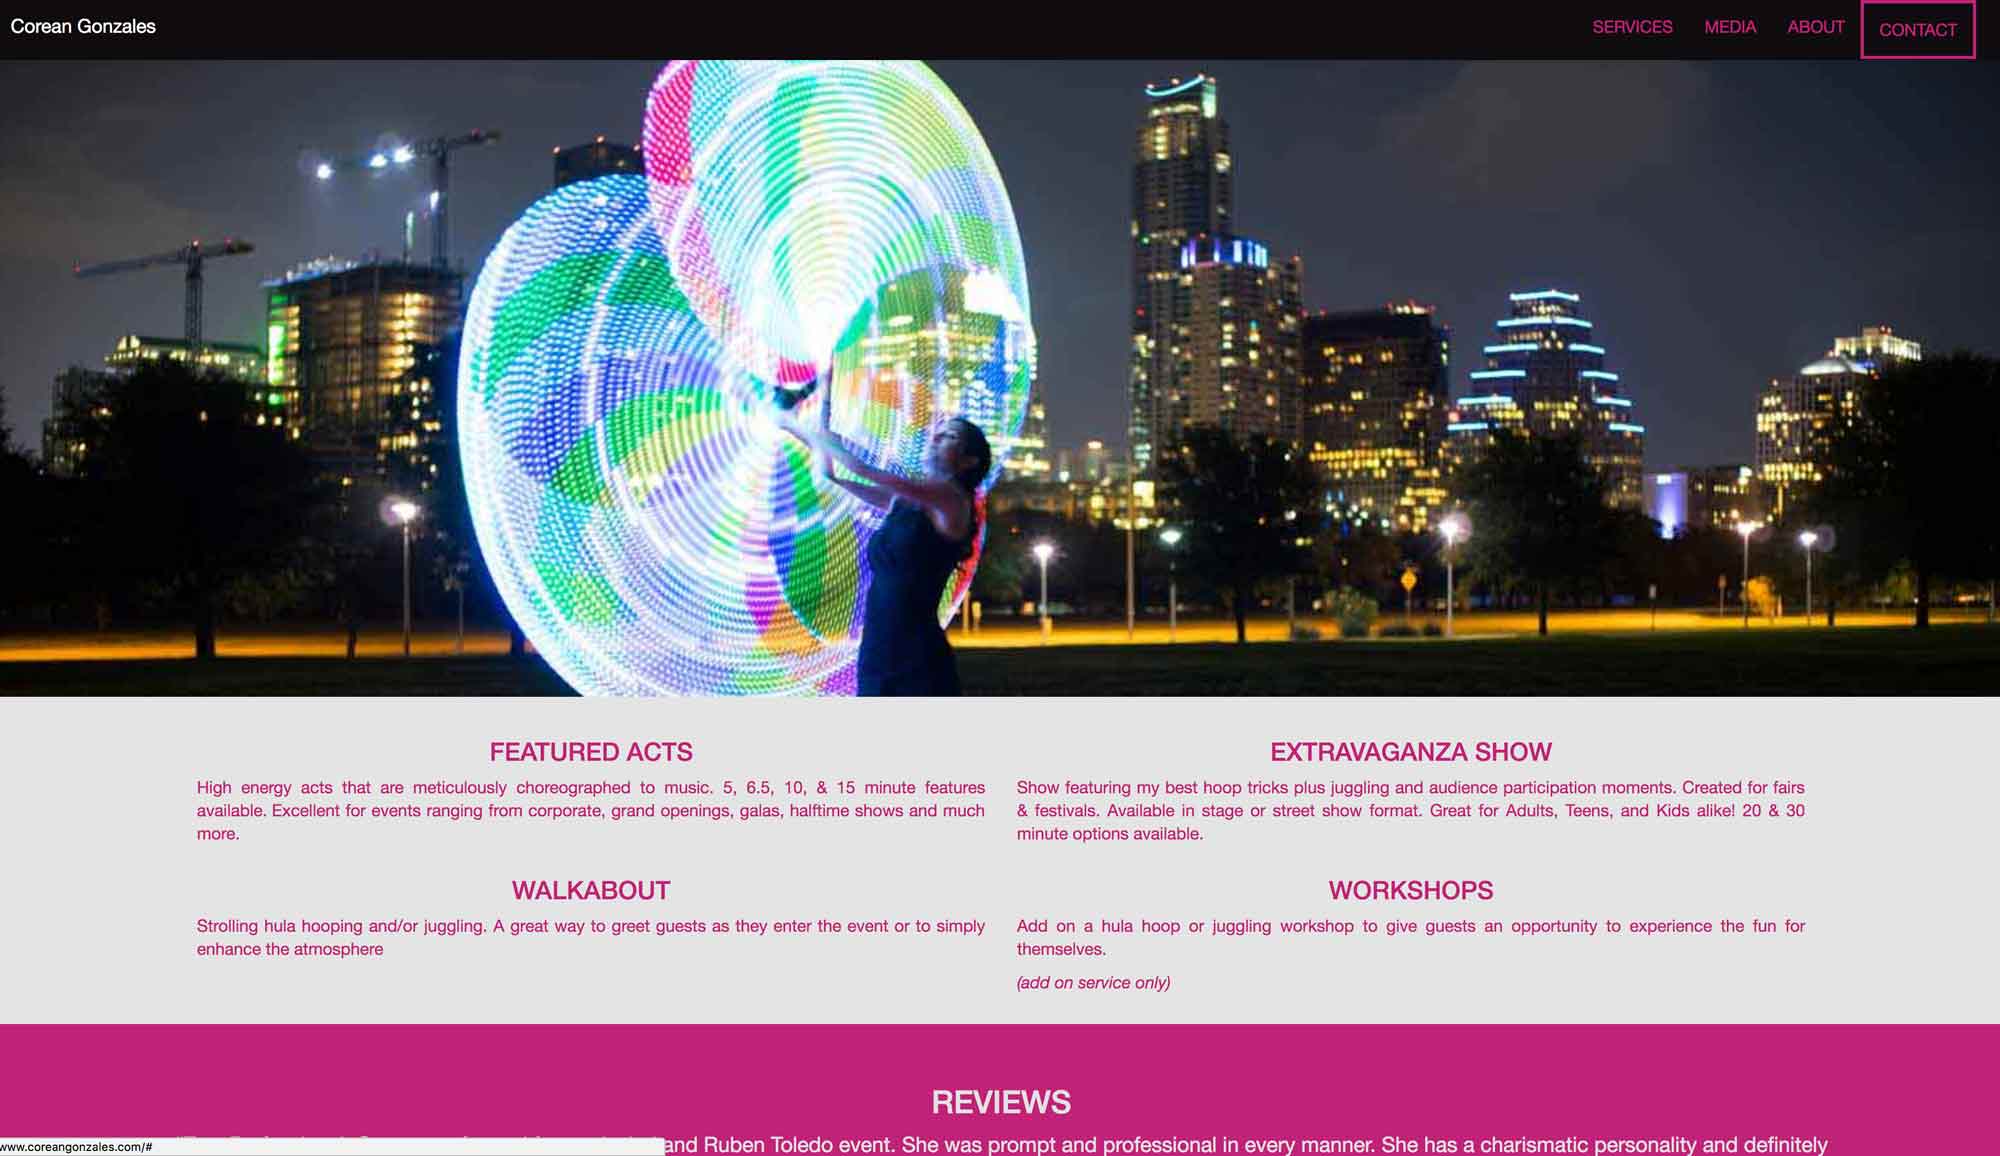 Corean Gonzales
SERVICES MEDIA ABOUT CONTACT
FEATURED ACTS
High energy acts that are meticulously choreographed to music. 5, 6.5, 10, & 15 minute features
available. Excellent for events ranging from corporate, grand openings, galas, halftime shows and much
more.
EXTRAVAGANZA SHOW
Show featuring my best hoop tricks plus juggling and audience participation moments. Created for fairs
& festivals. Available in stage or street show format. Great for Adults, Teens, and Kids alike! 20 & 30
minute options available.
WALKABOUT
Strolling hula hooping and/or juggling. A great way to greet guests as they enter the event or to simply
enhance the atmosphere
WORKSHOPS
Add on a hula hoop or juggling workshop to give guests an opportunity to experience the fun for
themselves.
(add on service only)
REVIEWS
and Ruben Toledo event. She was prompt and professional in every manner. She has a charismatic personality and definitely
www.coreangonzales.com/#